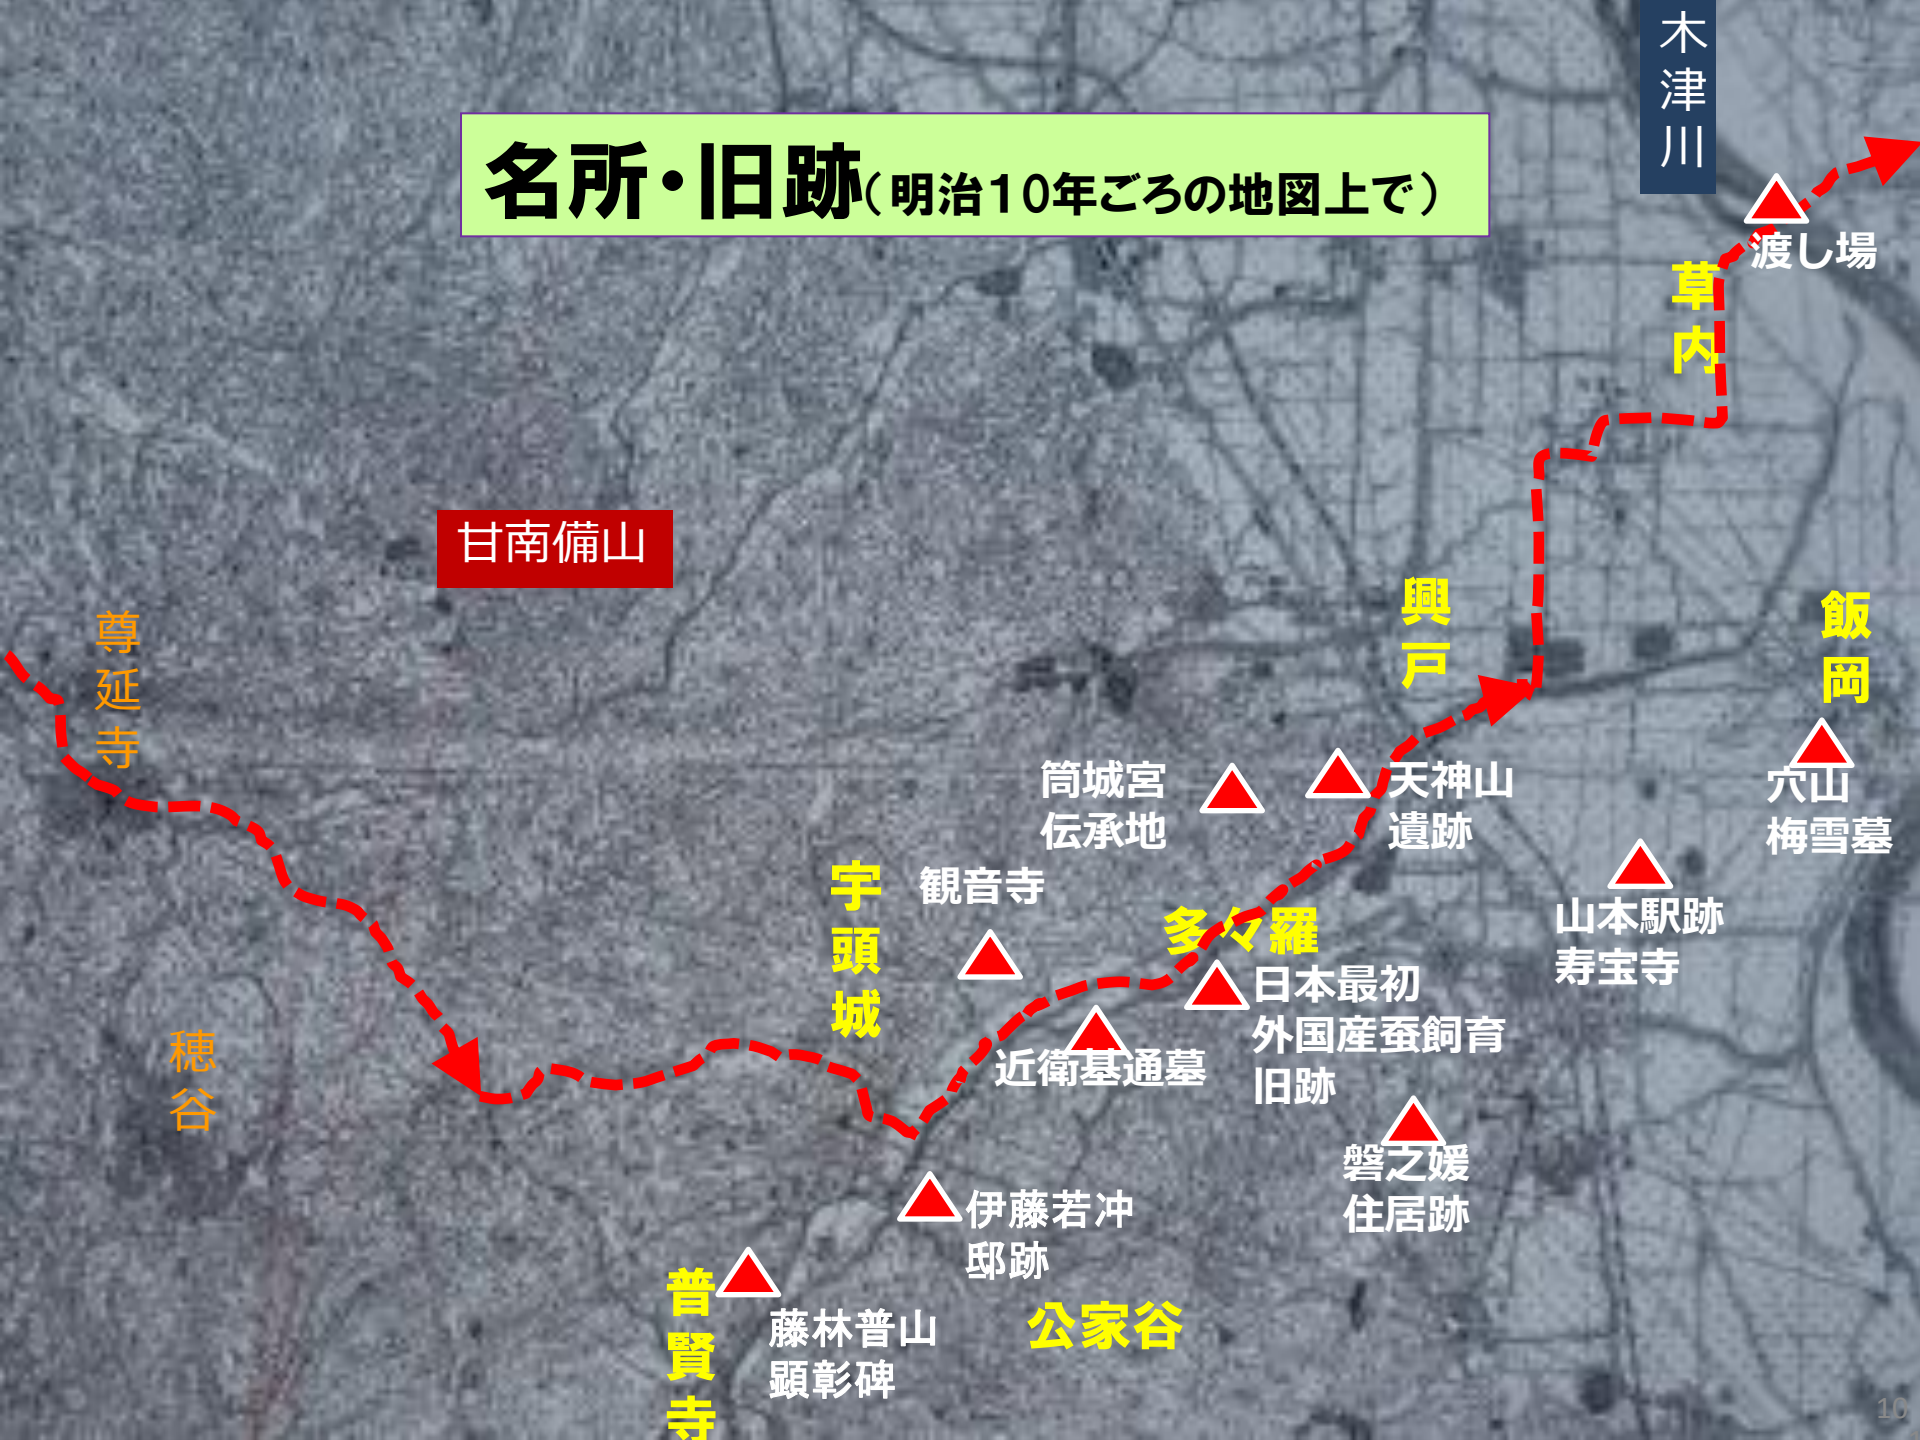 木津川
名所・旧跡（明治１０年ごろの地図上で）
渡し場
草内
甘南備山
尊延寺
興戸
飯岡
筒城宮
伝承地
天神山
遺跡
穴山
梅雪墓
宇頭城
観音寺
多々羅
山本駅跡
寿宝寺
日本最初
外国産蚕飼育
旧跡
近衛基通墓
穂谷
磐之媛
住居跡
伊藤若冲
邸跡
普賢寺
藤林普山
顕彰碑
公家谷
10